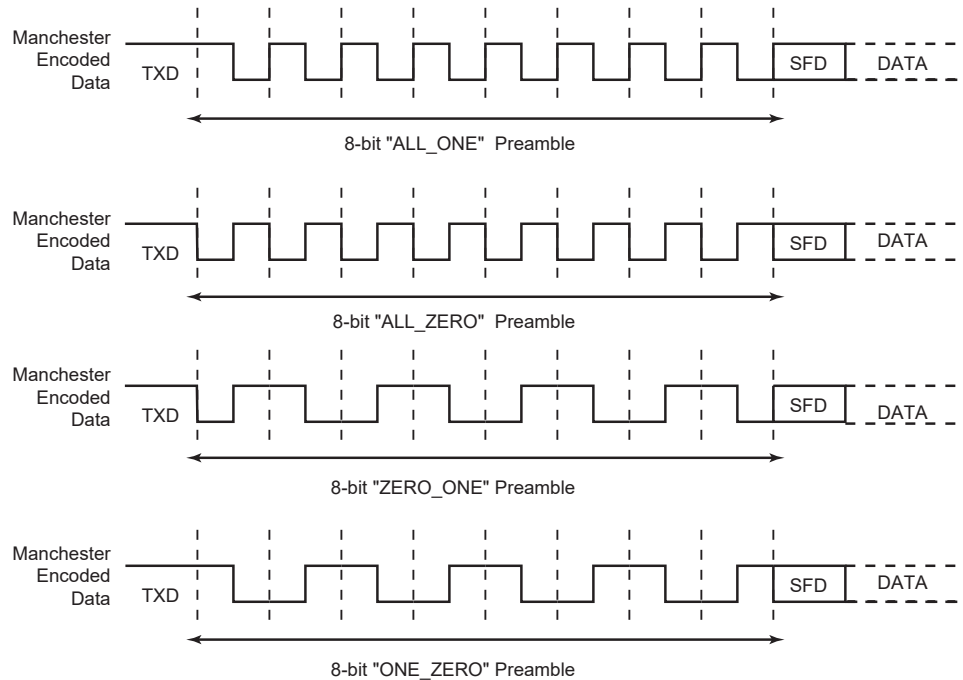 Manchester
Encoded
Data
TXD
SFD
DATA
8-bit "ALL_ONE" Preamble
Manchester
Encoded
Data
TXD
SFD
DATA
8-bit "ALL_ZERO" Preamble
Manchester
Encoded
Data
TXD
SFD
DATA
8-bit "ZERO_ONE" Preamble
Manchester
Encoded
Data
TXD
SFD
DATA
8-bit "ONE_ZERO" Preamble